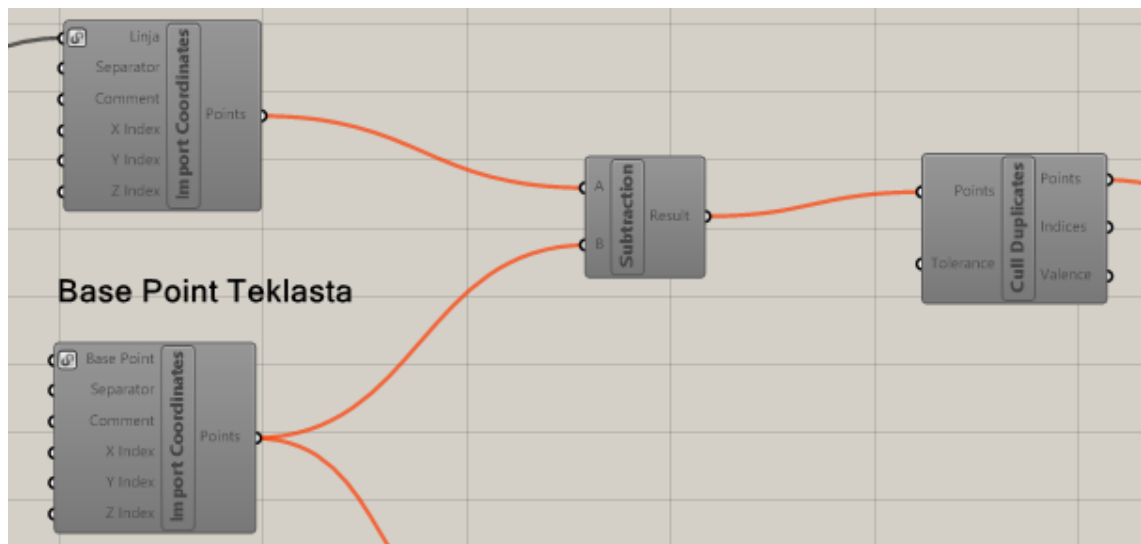 Linja
Separator
Comment
X Index
Y Index
Z Index
Import Coordinates
Points
A
B
Subtraction
Result
Points
Tolerance
Cull Duplicates
Points
Indices
Valence
Base Point Teklasta
Base Point
Separator
Comment
X Index
Y Index
Z Index
Import Coordinates
Points